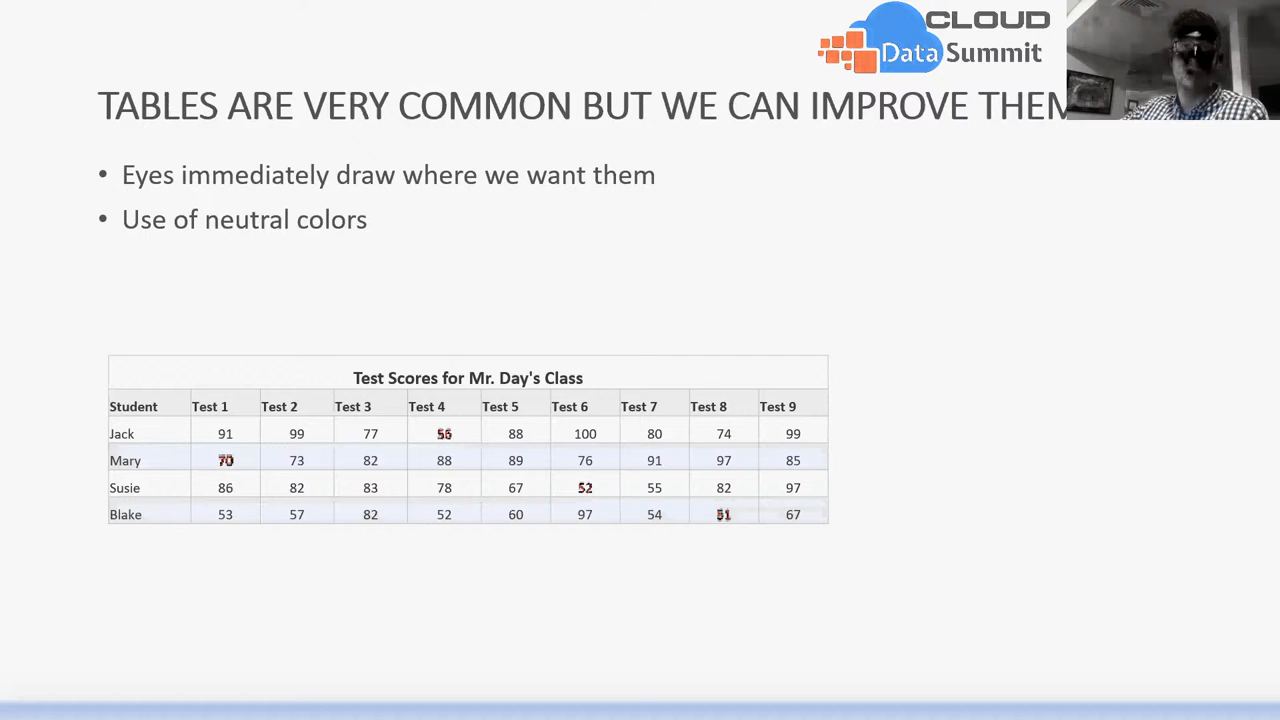 CLOUD
Data Summit
TABLES ARE VERY COMMON BUT WE CAN IMPROVE THEM
• Eyes immediately draw where we want them
• Use of neutral colors
Test Scores for Mr. Day's Class
Student Test 1 Test 2 Test 3 Test 4 Test 5 Test 6 Test 7 Test 8 Test 9
Jack 91 99 77 88 100 80 74 99
Mary 70 73 82 88 89 76 91 97 85
Susie 86 82 83 78 67 52 55 82 97
Blake 53 57 82 52 60 97 54 51 67